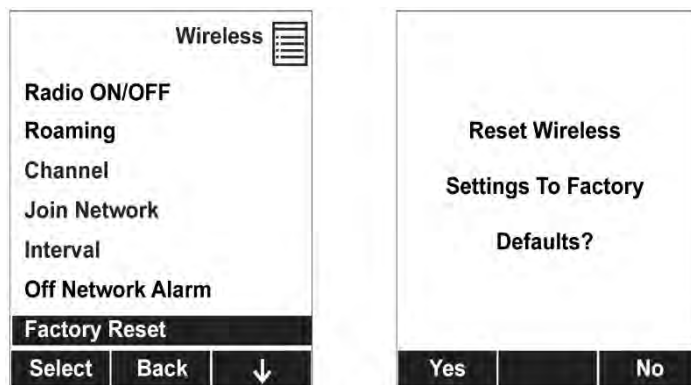 Wireless
Radio ON/OFF
Roaming
Channel
Join Network
Interval
Off Network Alarm
Factory Reset
Select Back ↓
Reset Wireless
Settings To Factory
Defaults?
Yes No